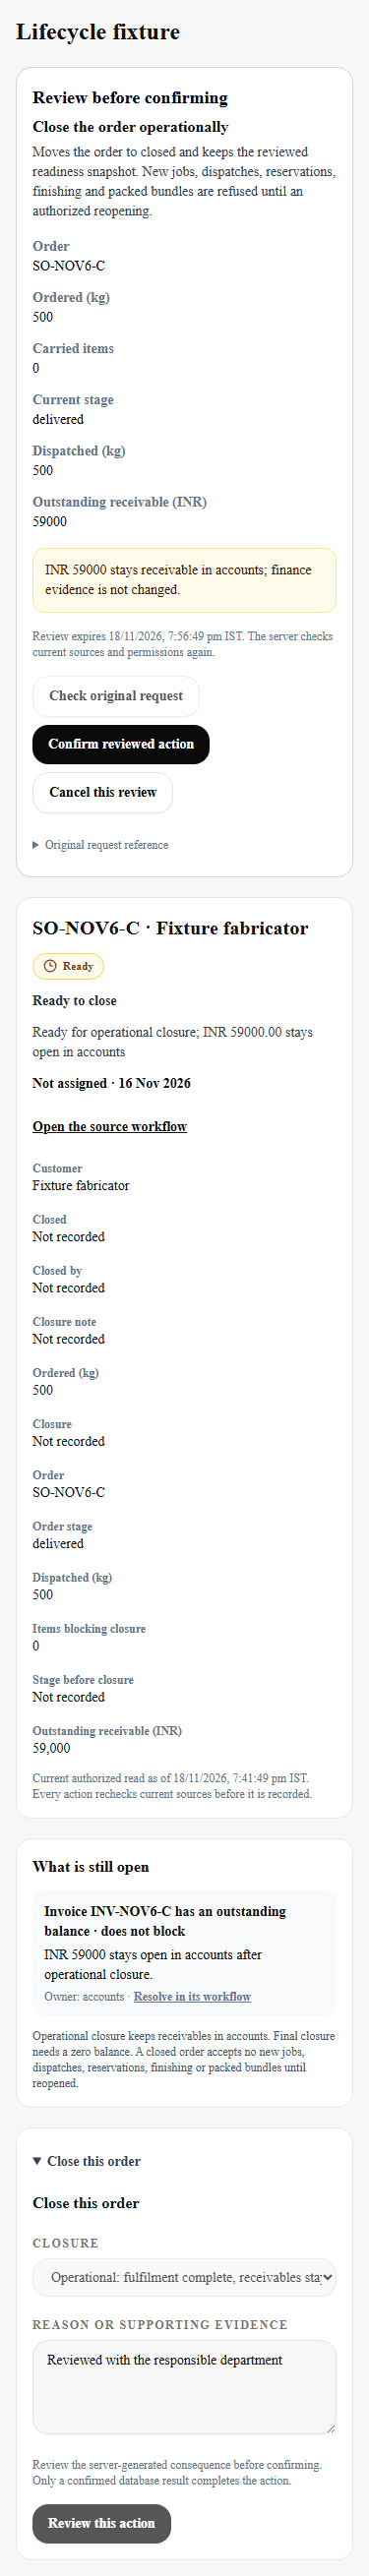 Lifecycle fixture
Review before confirming
Close the order operationally
Moves the order to closed and keeps the reviewed
readiness snapshot. New jobs, dispatches, reservations,
finishing and packed bundles are refused until an
authorized reopening.
Order
SO-NOV6-C
Ordered (kg)
500
Carried items
0
Current stage
delivered
Dispatched (kg)
500
Outstanding receivable (INR)
59000
INR 59000 stays receivable in accounts; finance
evidence is not changed.
Review expires 18/11/2026, 7:56:49 pm IST. The server checks
current sources and permissions again.
Check original request
Confirm reviewed action
Cancel this review
Original request reference
SO-NOV6-C · Fixture fabricator
Ready
Ready to close
Ready for operational closure; INR 59000.00 stays
open in accounts
Not assigned · 16 Nov 2026
Open the source workflow
Customer
Fixture fabricator
Closed
Not recorded
Closed by
Not recorded
Closure note
Not recorded
Ordered (kg)
500
Closure
Not recorded
Order
SO-NOV6-C
Order stage
delivered
Dispatched (kg)
500
Items blocking closure
0
Stage before closure
Not recorded
Outstanding receivable (INR)
59,000
Current authorized read as of 18/11/2026, 7:41:49 pm IST.
Every action rechecks current sources before it is recorded.
What is still open
Invoice INV-NOV6-C has an outstanding
balance · does not block
INR 59000 stays open in accounts after
operational closure.
Owner: accounts · Resolve in its workflow
Operational closure keeps receivables in accounts. Final closure
needs a zero balance. A closed order accepts no new jobs,
dispatches, reservations, finishing or packed bundles until
reopened.
Close this order
Close this order
CLOSURE
Operational: fulfilment complete, receivables stay
REASON OR SUPPORTING EVIDENCE
Reviewed with the responsible department
Review the server-generated consequence before confirming.
Only a confirmed database result completes the action.
Review this action